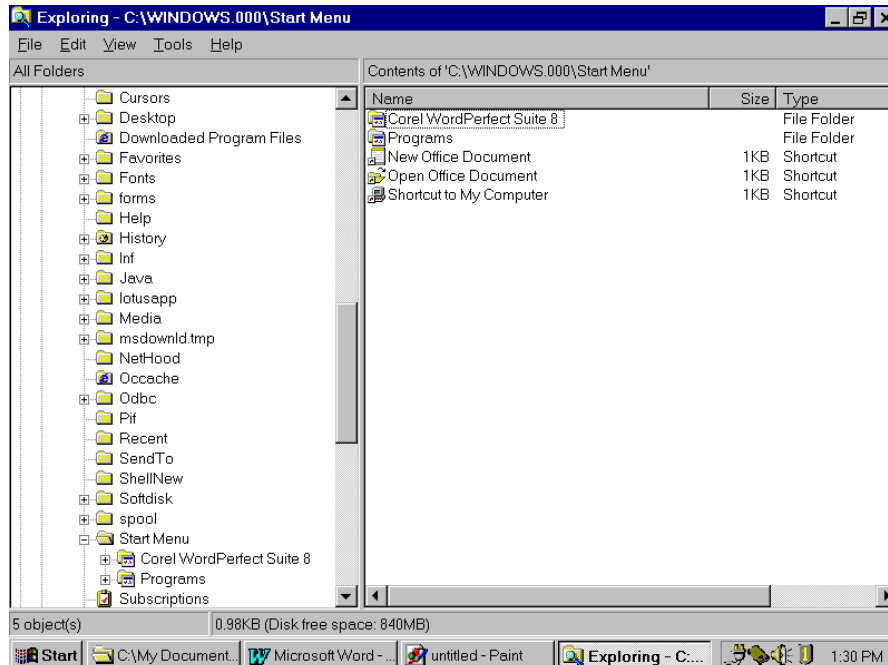 Exploring - C:\WINDOWS.000\Start Menu
File Edit View Tools Help
All Folders
Contents of 'C:\WINDOWS.000\Start Menu'
Cursors
Desktop
Downloaded Program Files
Favorites
Fonts
forms
Help
History
Inf
Java
lotusapp
Media
msdownld.tmp
NetHood
Occache
Odbc
Pif
Recent
SendTo
ShellNew
Softdisk
spool
Start Menu
Corel WordPerfect Suite 8
Programs
Subscriptions
Name Size Type
Corel WordPerfect Suite 8 File Folder
Programs File Folder
New Office Document 1KB Shortcut
Open Office Document 1KB Shortcut
Shortcut to My Computer 1KB Shortcut
5 object(s) 0.98KB (Disk free space: 840MB)
Start C:\My Document... Microsoft Word - ... untitled - Paint Exploring - C:... 1:30 PM